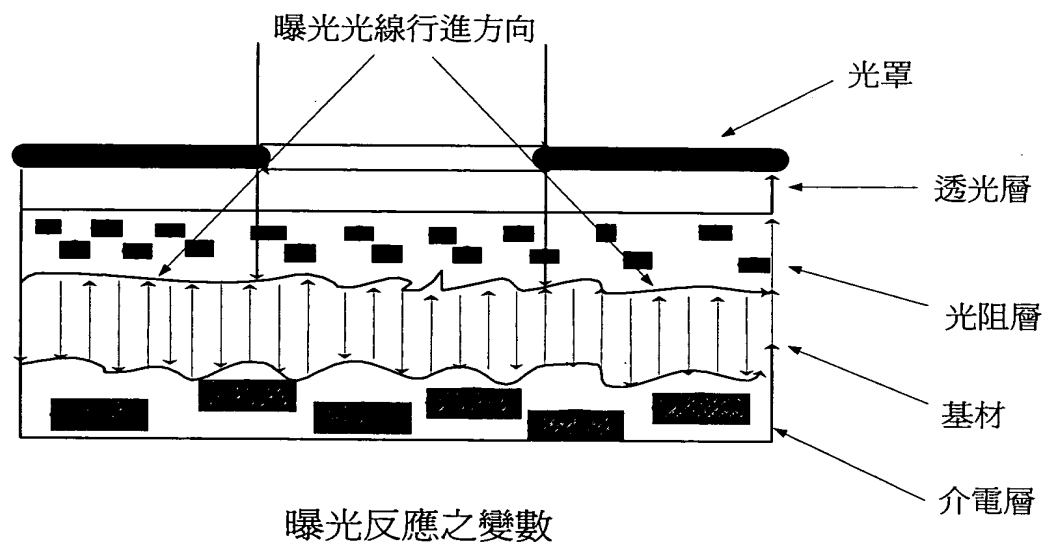 曝光光線行進方向
光罩
透光層
光阻層
基材
介電層
曝光反應之變數